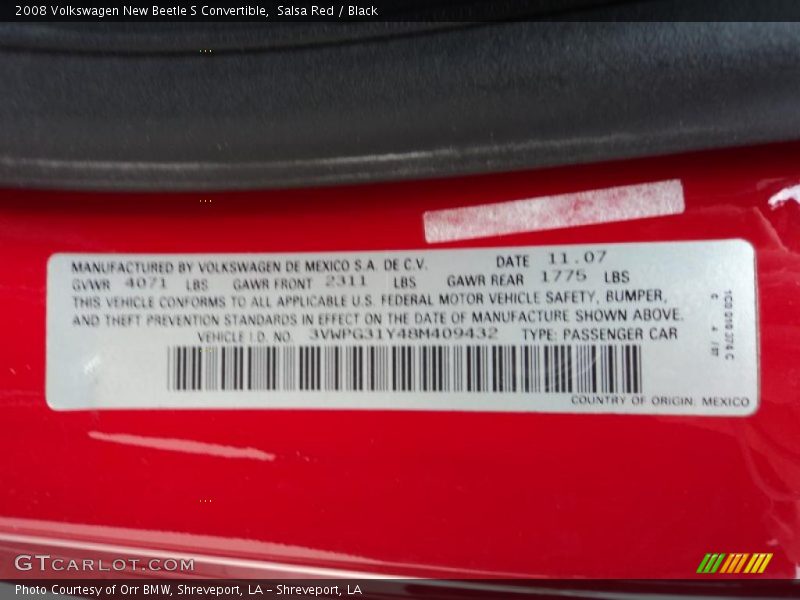 2008 Volkswagen New Beetle S Convertible, Salsa Red / Black
MANUFACTURED BY VOLKSWAGEN DE MEXICO S.A. DE C.V. DATE 11.07
GVWR 4071 LBS GAWR FRONT 2311 LBS GAWR REAR 1775 LBS
THIS VEHICLE CONFORMS TO ALL APPLICABLE U.S. FEDERAL MOTOR VEHICLE SAFETY, BUMPER,
AND THEFT PREVENTION STANDARDS IN EFFECT ON THE DATE OF MANUFACTURE SHOWN ABOVE.
VEHICLE I.D. NO. 3VWPG31Y48M409432 TYPE: PASSENGER CAR
COUNTRY OF ORIGIN: MEXICO
1C0 010 374 C
GTCARLOT.COM
Photo Courtesy of Orr BMW, Shreveport, LA – Shreveport, LA